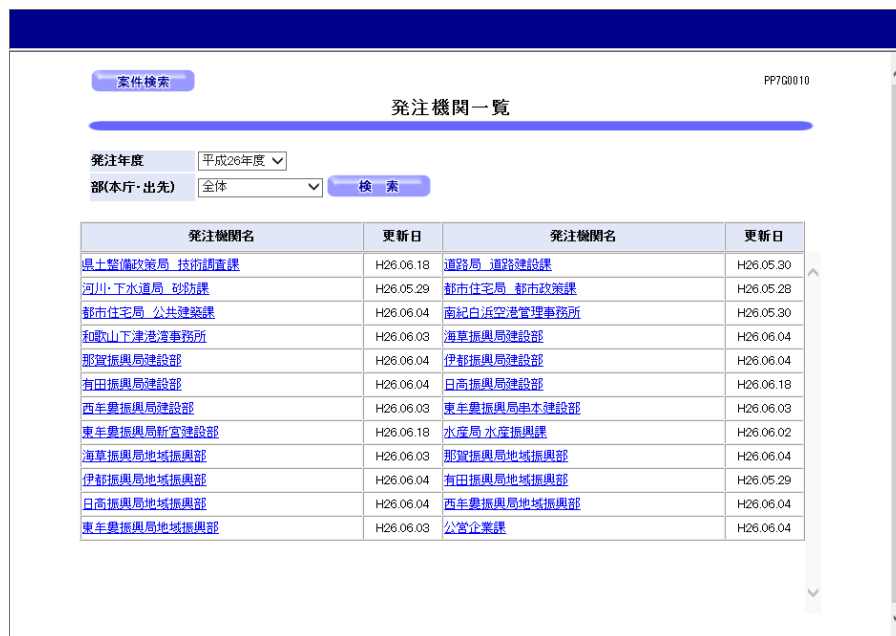 案件検索
PP7G0010
発注機関一覧
発注年度 平成26年度
部(本庁・出先) 全体 検 索
発注機関名 更新日 発注機関名 更新日
県土整備政策局 技術調査課 H26.06.18 道路局 道路建設課 H26.05.30
河川・下水道局 砂防課 H26.05.29 都市住宅局 都市政策課 H26.05.28
都市住宅局 公共建築課 H26.06.04 南紀白浜空港管理事務所 H26.05.30
和歌山下津港湾事務所 H26.06.03 海草振興局建設部 H26.06.04
那賀振興局建設部 H26.06.04 伊都振興局建設部 H26.06.04
有田振興局建設部 H26.06.04 日高振興局建設部 H26.06.18
西牟婁振興局建設部 H26.06.03 東牟婁振興局串本建設部 H26.06.03
東牟婁振興局新宮建設部 H26.06.18 水産局 水産振興課 H26.06.02
海草振興局地域振興部 H26.06.03 那賀振興局地域振興部 H26.06.04
伊都振興局地域振興部 H26.06.04 有田振興局地域振興部 H26.05.29
日高振興局地域振興部 H26.06.04 西牟婁振興局地域振興部 H26.06.04
東牟婁振興局地域振興部 H26.06.03 公営企業課 H26.06.04